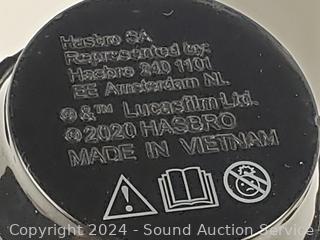 Hasbro SA
Represented by:
Hasbro 240 1101
EE Amsterdam NL
®&™ Lucasfilm Ltd.
©2020 HASBRO
MADE IN VIETNAM
Copyright 2024 - Sound Auction Service